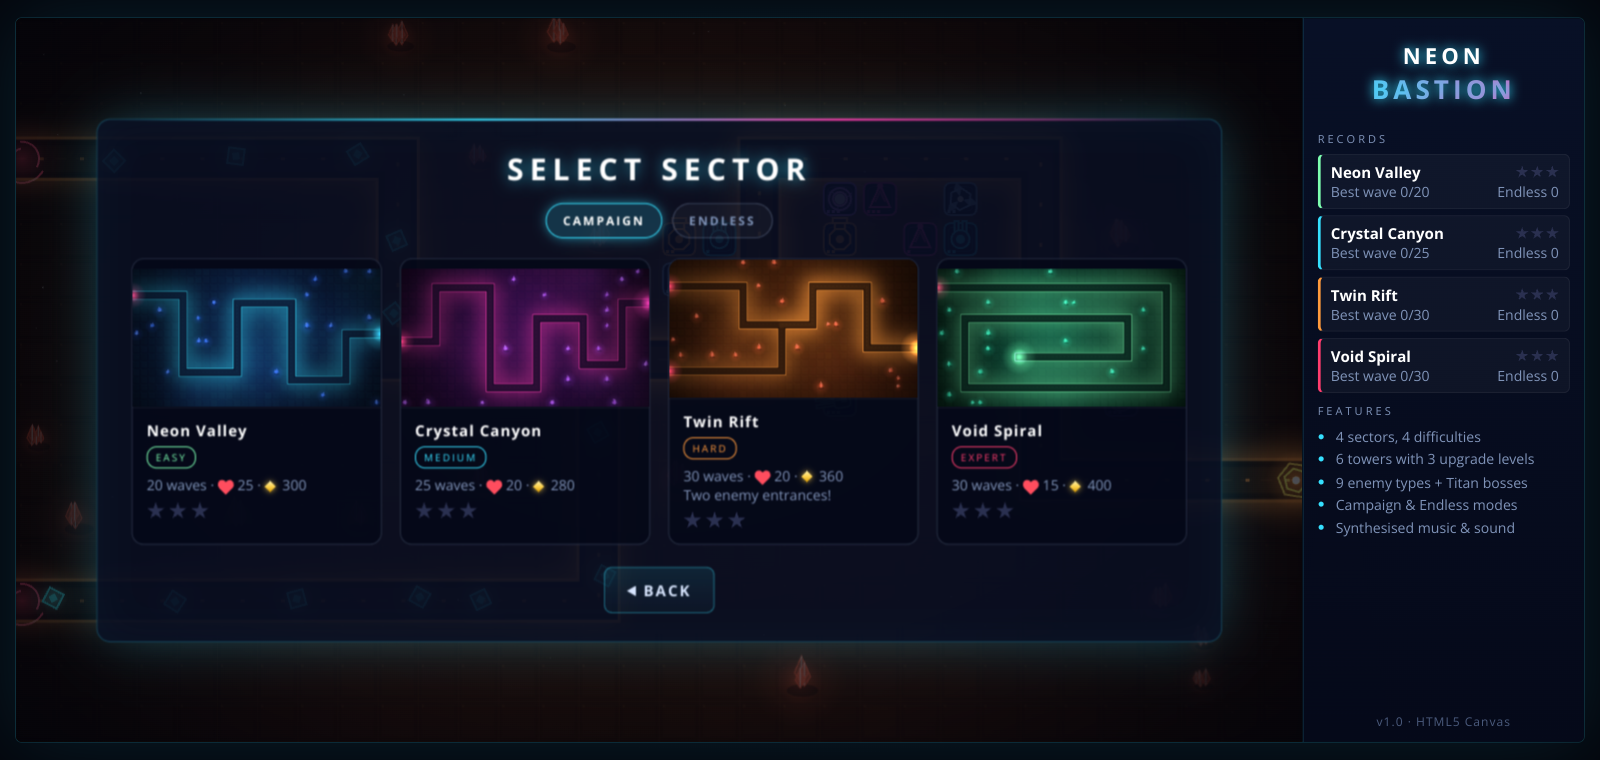 SELECT SECTOR
CAMPAIGN
ENDLESS
Neon Valley
EASY
20 waves · ❤ 25 · 🔸 300
★★★
Crystal Canyon
MEDIUM
25 waves · ❤ 20 · 🔸 280
★★★
Twin Rift
HARD
30 waves · ❤ 20 · 🔸 360
Two enemy entrances!
★★★
Void Spiral
EXPERT
30 waves · ❤ 15 · 🔸 400
★★★
◀ BACK
NEON
BASTION
RECORDS
Neon Valley ★★★
Best wave 0/20 Endless 0
Crystal Canyon ★★★
Best wave 0/25 Endless 0
Twin Rift ★★★
Best wave 0/30 Endless 0
Void Spiral ★★★
Best wave 0/30 Endless 0
FEATURES
• 4 sectors, 4 difficulties
• 6 towers with 3 upgrade levels
• 9 enemy types + Titan bosses
• Campaign & Endless modes
• Synthesised music & sound
v1.0 · HTML5 Canvas